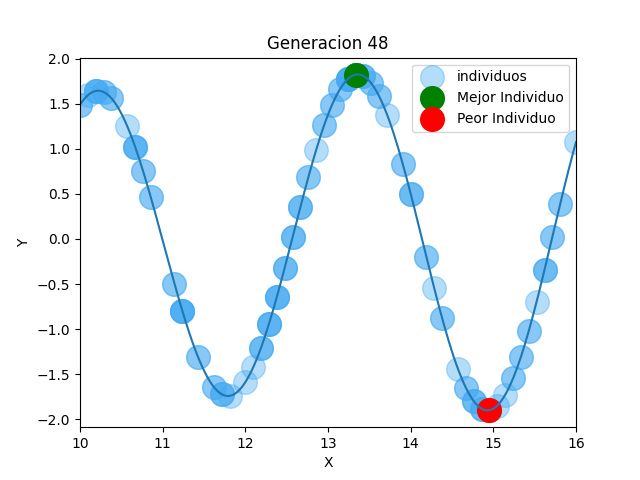 Generacion 48
individuos
Mejor Individuo
Peor Individuo
Y
2.0
1.5
1.0
0.5
0.0
−0.5
−1.0
−1.5
−2.0
10 11 12 13 14 15 16
X